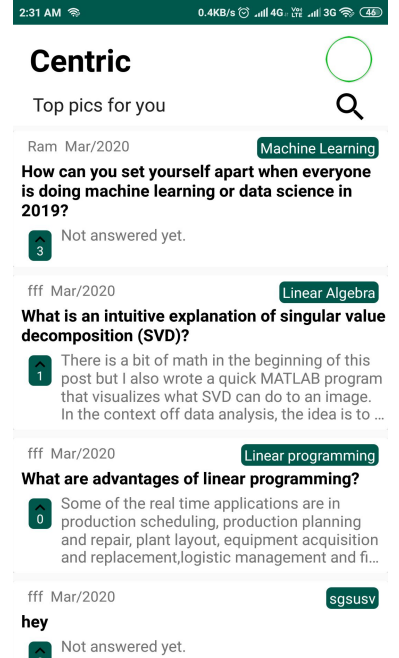 2:31 AM 0.4KB/s 4G Vo) LTE 3G 46
Centric
Top pics for you
Ram Mar/2020 Machine Learning
How can you set yourself apart when everyone
is doing machine learning or data science in
2019?
Not answered yet.
3
fff Mar/2020 Linear Algebra
What is an intuitive explanation of singular value
decomposition (SVD)?
There is a bit of math in the beginning of this
1 post but I also wrote a quick MATLAB program
that visualizes what SVD can do to an image.
In the context off data analysis, the idea is to ...
fff Mar/2020 Linear programming
What are advantages of linear programming?
Some of the real time applications are in
0 production scheduling, production planning
and repair, plant layout, equipment acquisition
and replacement,logistic management and fi...
fff Mar/2020 sgsusv
hey
Not answered yet.